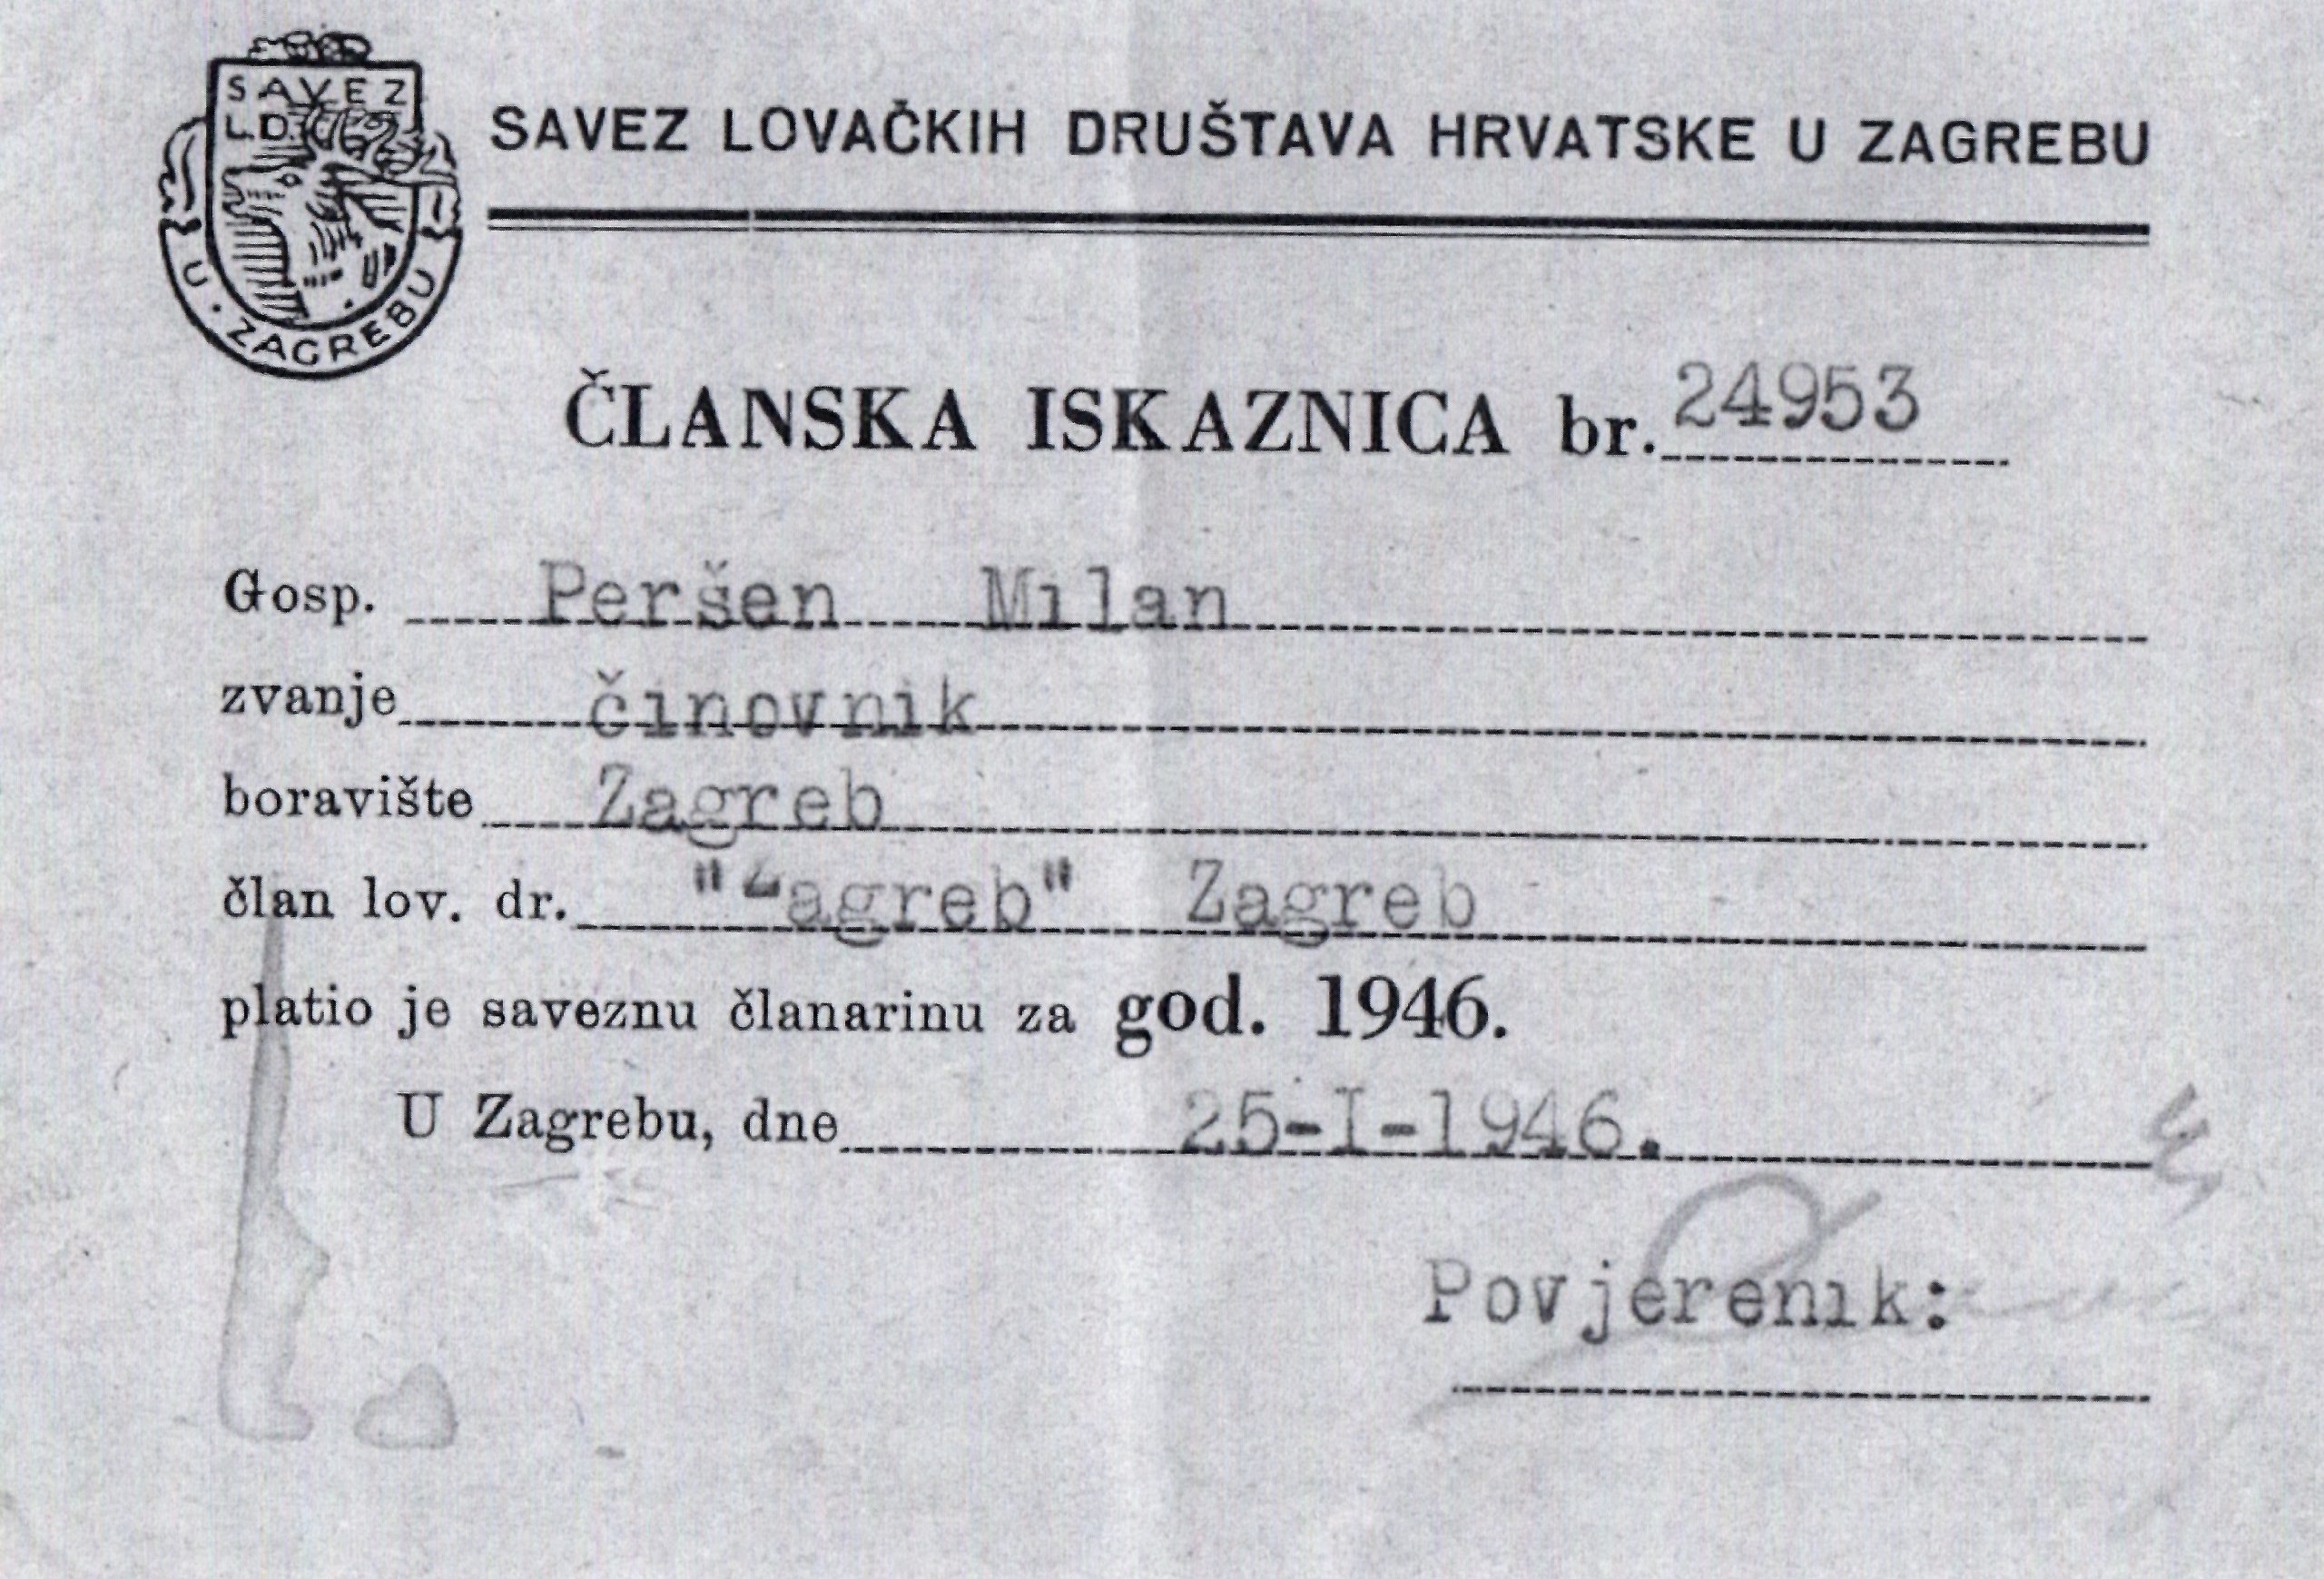 SAVEZ
L.D.
U · ZAGREBU
SAVEZ LOVAČKIH DRUŠTAVA HRVATSKE U ZAGREBU
ČLANSKA ISKAZNICA br. 24953
Gosp. Peršen Milan
zvanje činovnik
boravište Zagreb
član lov. dr. "Zagreb" Zagreb
platio je saveznu članarinu za god. 1946.
U Zagrebu, dne 25-I-1946.
Povjerenik: